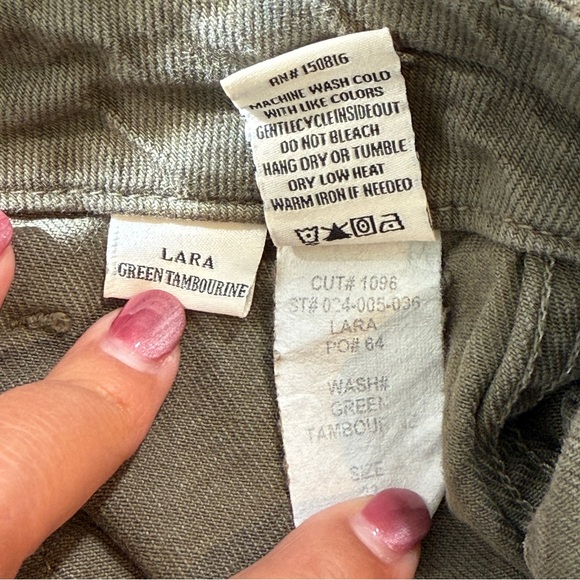 RN# 150816
MACHINE WASH COLD
WITH LIKE COLORS
GENTLECYCLEINSIDEOUT
DO NOT BLEACH
HANG DRY OR TUMBLE
DRY LOW HEAT
WARM IRON IF NEEDED
LARA
GREEN TAMBOURINE
CUT# 1096
ST# 024-005-036
LARA
PO# 64
WASH#
GREEN
SIZE